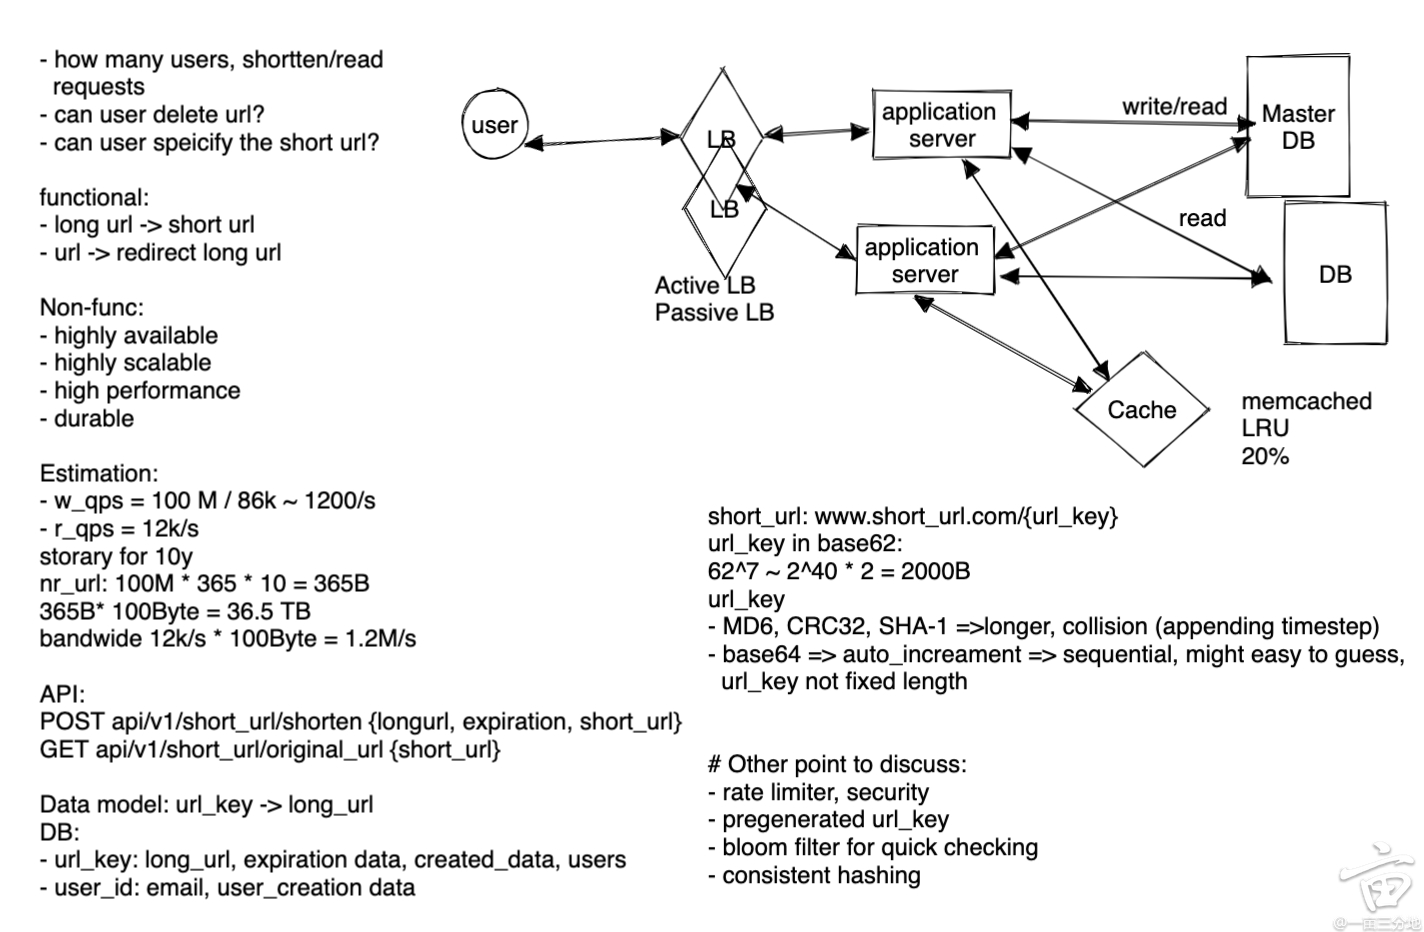 - how many users, shortten/read
requests
- can user delete url?
- can user speicify the short url?
functional:
- long url -> short url
- url -> redirect long url
Non-func:
- highly available
- highly scalable
- high performance
- durable
Estimation:
- w_qps = 100 M / 86k ~ 1200/s
- r_qps = 12k/s
storary for 10y
nr_url: 100M * 365 * 10 = 365B
365B* 100Byte = 36.5 TB
bandwide 12k/s * 100Byte = 1.2M/s
API:
POST api/v1/short_url/shorten {longurl, expiration, short_url}
GET api/v1/short_url/original_url {short_url}
Data model: url_key -> long_url
DB:
- url_key: long_url, expiration data, created_data, users
- user_id: email, user_creation data
user
LB
LB
Active LB
Passive LB
application
server
application
server
write/read
read
Master
DB
DB
Cache
memcached
LRU
20%
short_url: www.short_url.com/{url_key}
url_key in base62:
62^7 ~ 2^40 * 2 = 2000B
url_key
- MD6, CRC32, SHA-1 =>longer, collision (appending timestep)
- base64 => auto_increament => sequential, might easy to guess,
url_key not fixed length
# Other point to discuss:
- rate limiter, security
- pregenerated url_key
- bloom filter for quick checking
- consistent hashing
亩
@一亩三分地